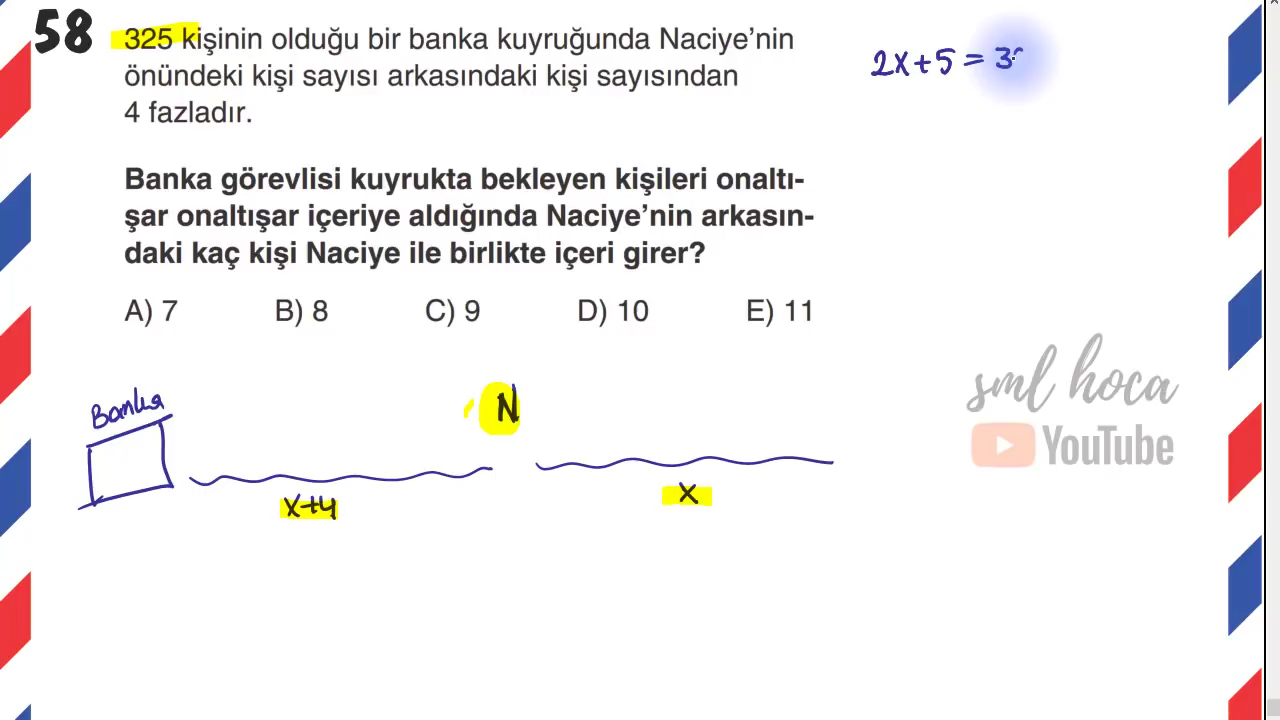 58
325 kişinin olduğu bir banka kuyruğunda Naciye’nin
önündeki kişi sayısı arkasındaki kişi sayısından
4 fazladır.
2x+5 = 3
Banka görevlisi kuyrukta bekleyen kişileri onaltı-
şar onaltışar içeriye aldığında Naciye’nin arkasın-
daki kaç kişi Naciye ile birlikte içeri girer?
A) 7 B) 8 C) 9 D) 10 E) 11
Banka
N
x+4
x
sml hoca
YouTube